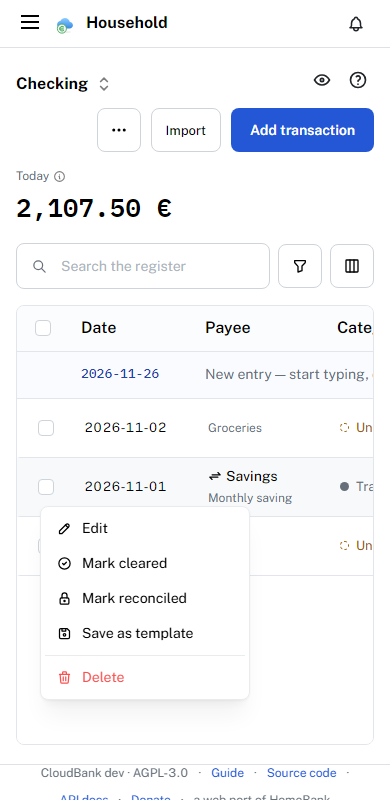 Household
Checking
Import
Add transaction
Today
2,107.50 €
Search the register
Date Payee Cate
2026-11-26 New entry — start typing,
2026-11-02 Groceries Un
2026-11-01 Savings Tra
Monthly saving
Un
Edit
Mark cleared
Mark reconciled
Save as template
Delete
CloudBank dev · AGPL-3.0 · Guide · Source code ·
API docs · Donate · a web port of HomeBank